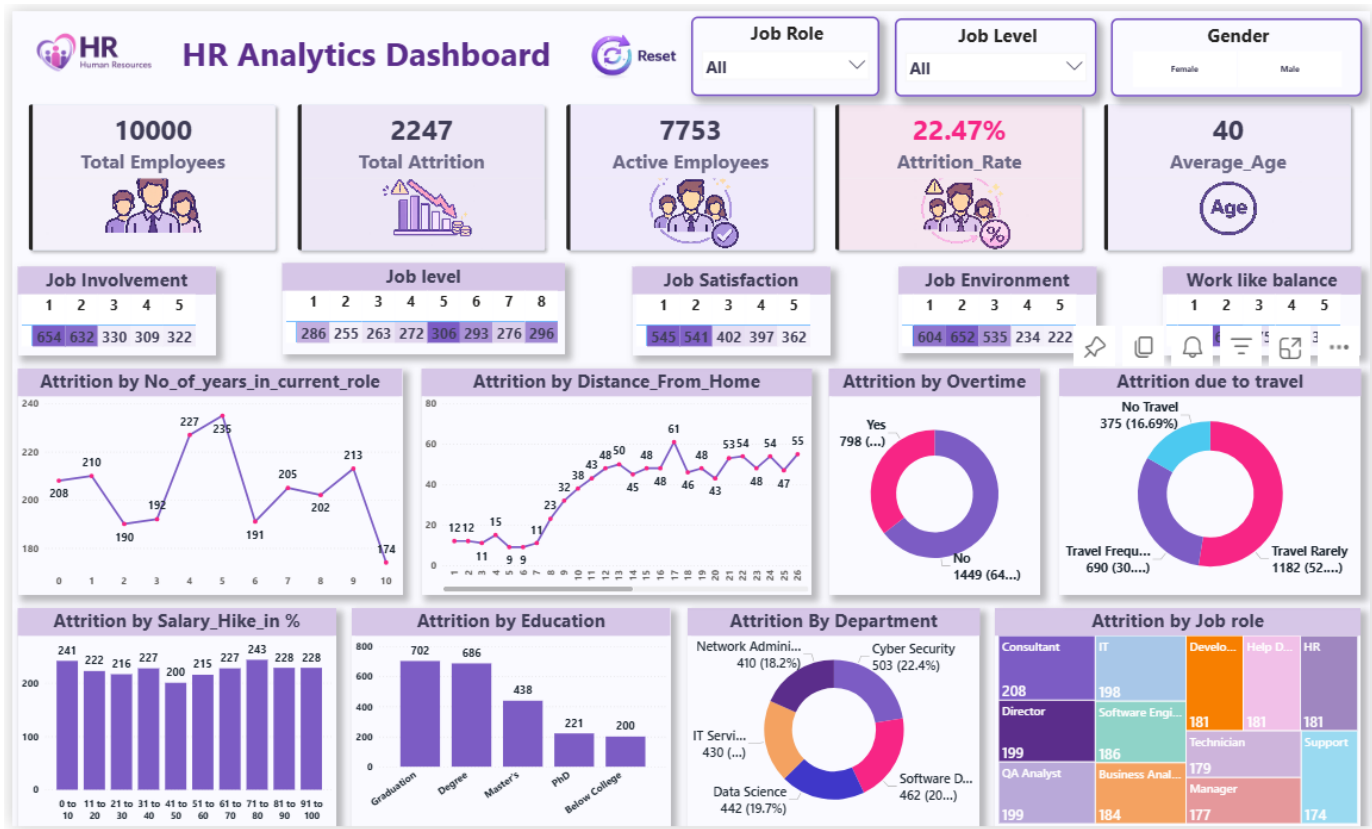 HR
Human Resources
HR Analytics Dashboard
Reset
Job Role
All
Job Level
All
Gender
Female Male
10000
Total Employees
2247
Total Attrition
7753
Active Employees
22.47%
Attrition_Rate
%
40
Average_Age
Age
Job Involvement
1 2 3 4 5
654 632 330 309 322
Job level
1 2 3 4 5 6 7 8
286 255 263 272 306 293 276 296
Job Satisfaction
1 2 3 4 5
545 541 402 397 362
Job Environment
1 2 3 4 5
604 652 535 234 222
Work like balance
1 2 3 4 5
Attrition by No_of_years_in_current_role
240
220
200
180
208 210 190 192 227 235 191 205 202 213 174
0 1 2 3 4 5 6 7 8 9 10
Attrition by Distance_From_Home
80
60
40
20
0
12 12 11 15 9 9 11 23 32 38 43 48 50 45 48 48 61 46 48 43 53 54 48 54 47 55
1 2 3 4 5 6 7 8 9 10 11 12 13 14 15 16 17 18 19 20 21 22 23 24 25 26
Attrition by Overtime
Yes
798 (...)
No
1449 (64...)
Attrition due to travel
No Travel
375 (16.69%)
Travel Frequ...
690 (30....)
Travel Rarely
1182 (52....)
Attrition by Salary_Hike_in %
200
100
0
241 222 216 227 200 215 227 243 228 228
0 to 10
11 to 20
21 to 30
31 to 40
41 to 50
51 to 60
61 to 70
71 to 80
81 to 90
91 to 100
Attrition by Education
800
600
400
200
0
702 686 438 221 200
Graduation
Degree
Master's
PhD
Below College
Attrition By Department
Network Admini...
410 (18.2%)
Cyber Security
503 (22.4%)
IT Servi...
430 (...)
Data Science
442 (19.7%)
Software D...
462 (20...)
Attrition by Job role
Consultant
208
Director
199
QA Analyst
199
IT
198
Software Engi...
186
Business Anal...
184
Develo...
181
Help D...
181
HR
181
Technician
179
Manager
177
Support
174